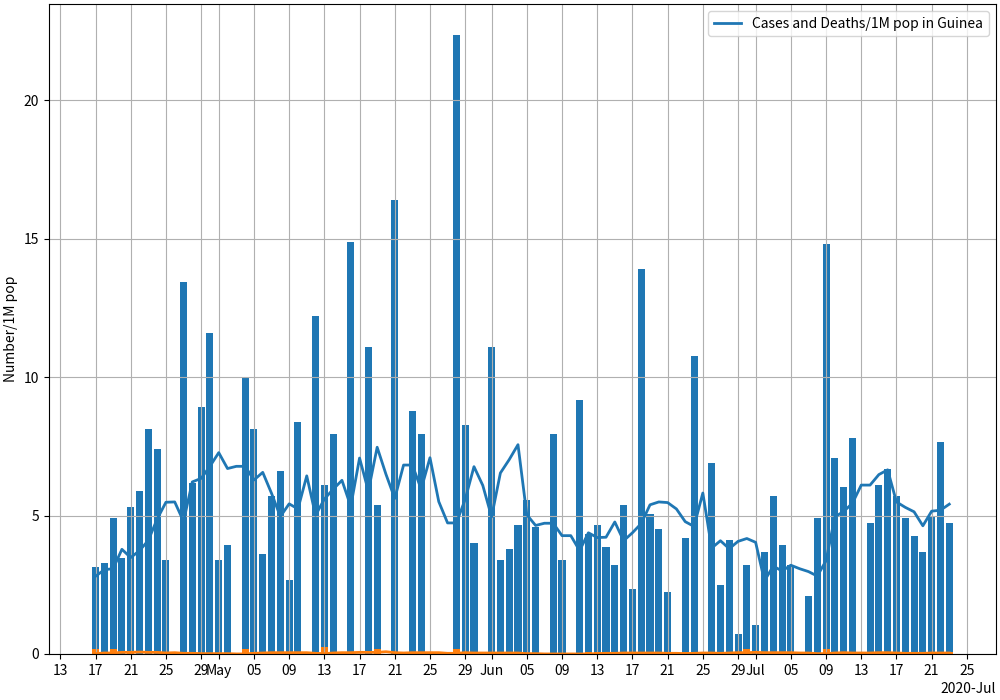 Cases and Deaths/1M pop in Guinea
Number/1M pop
20
15
10
5
0
13 17 21 25 29 May 05 09 13 17 21 25 29 Jun 05 09 13 17 21 25 29 Jul 05 09 13 17 21 25
2020-Jul